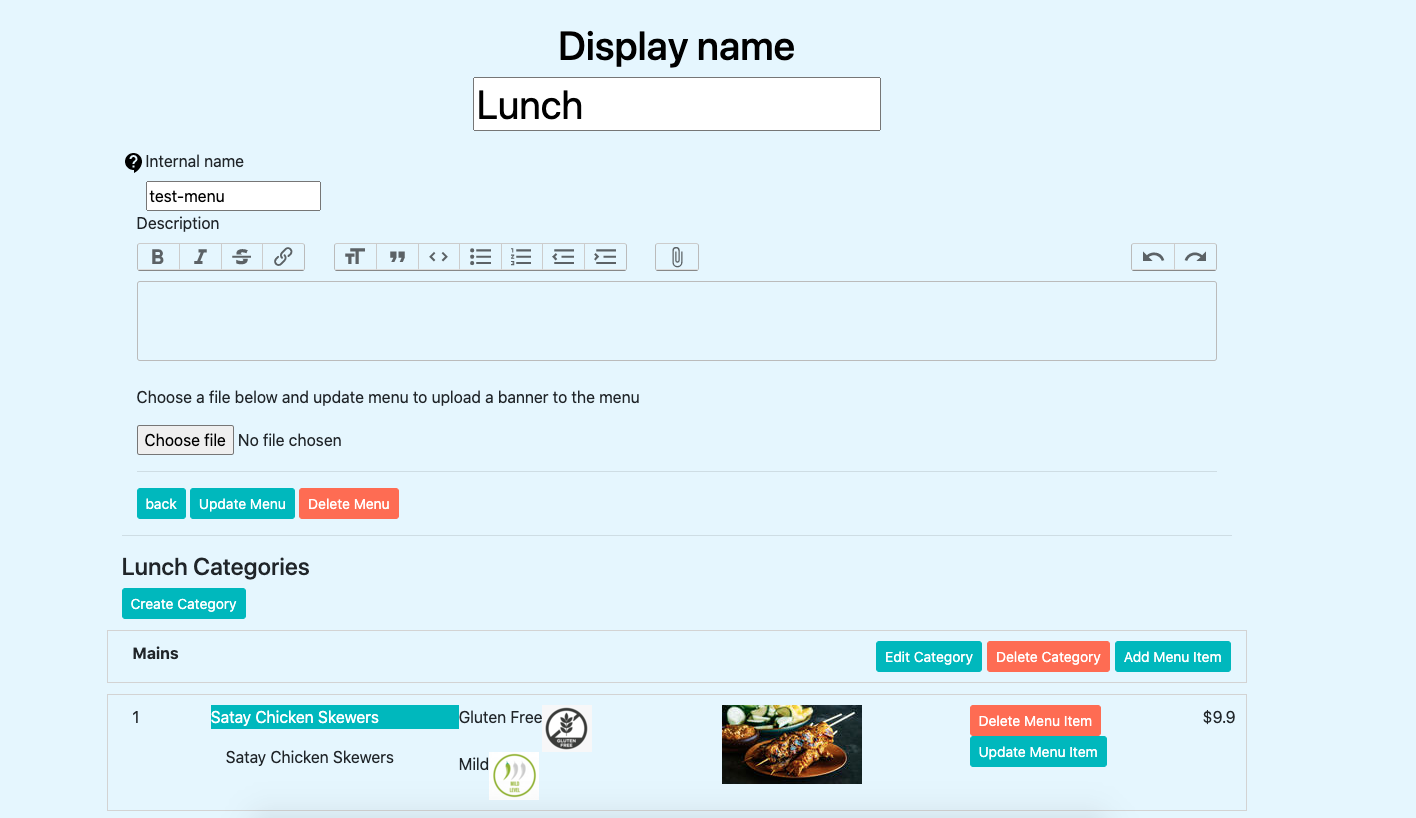 Display name
Lunch
Internal name
test-menu
Description
Choose a file below and update menu to upload a banner to the menu
Choose file No file chosen
back Update Menu Delete Menu
Lunch Categories
Create Category
Mains Edit Category Delete Category Add Menu Item
1 Satay Chicken Skewers Gluten Free GLUTEN FREE Delete Menu Item $9.9
Satay Chicken Skewers Mild MILD LEVEL Update Menu Item